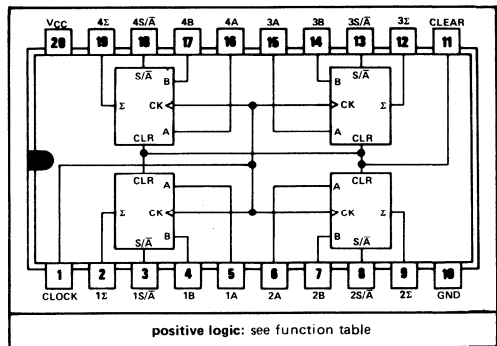 VCC 4Σ 4S/A̅ 4B 4A 3A 3B 3S/A̅ 3Σ CLEAR
20 19 18 17 16 15 14 13 12 11
S/A̅ S/A̅
B B
Σ CK CK Σ
A A
CLR CLR
CLR CLR
A A
Σ CK CK Σ
B B
S/A̅ S/A̅
1 2 3 4 5 6 7 8 9 10
CLOCK 1Σ 1S/A̅ 1B 1A 2A 2B 2S/A̅ 2Σ GND
positive logic: see function table